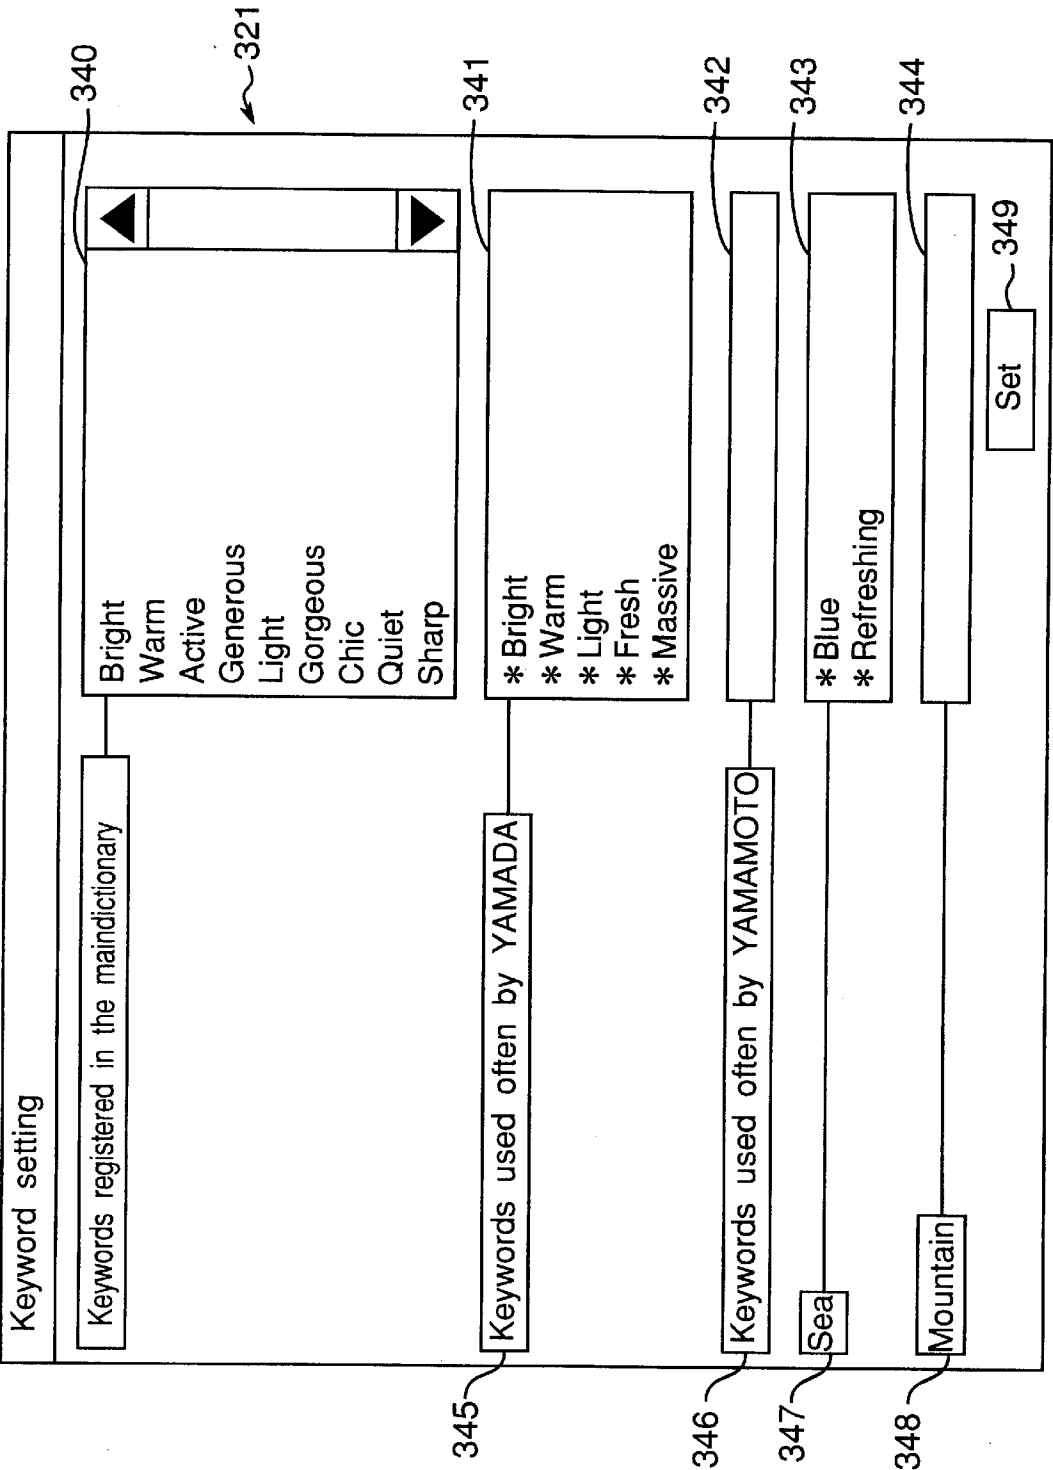 321
Keyword setting
340
Keywords registered in the maindictionary
Bright
Warm
Active
Generous
Light
Gorgeous
Chic
Quiet
Sharp
341
345
Keywords used often by YAMADA
* Bright
* Warm
* Light
* Fresh
* Massive
342
346
Keywords used often by YAMAMOTO
343
347
Sea
* Blue
* Refreshing
344
348
Mountain
Set
349